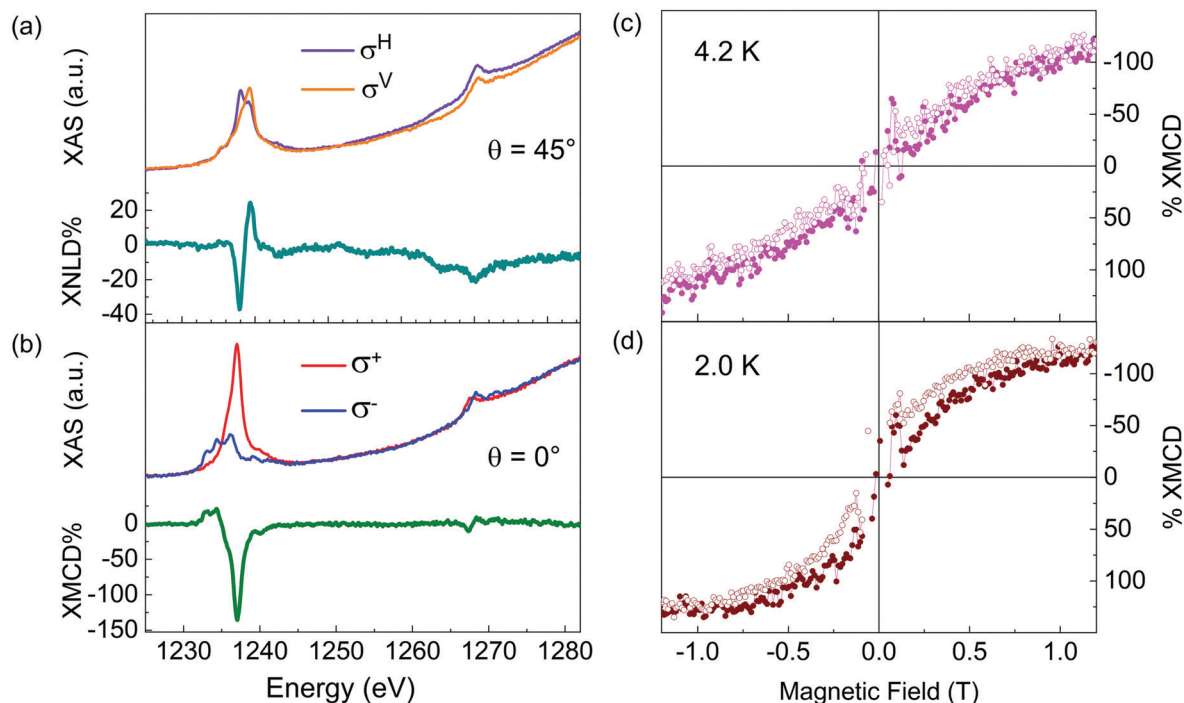 (a)
σH
σV
XAS (a.u.)
θ = 45°
20
0
-20
-40
XNLD%
(b)
σ+
σ-
XAS (a.u.)
θ = 0°
0
-50
-100
-150
XMCD%
1230 1240 1250 1260 1270 1280
Energy (eV)
(c)
4.2 K
-100
-50
0
50
100
% XMCD
(d)
2.0 K
-100
-50
0
50
100
% XMCD
-1.0 -0.5 0.0 0.5 1.0
Magnetic Field (T)